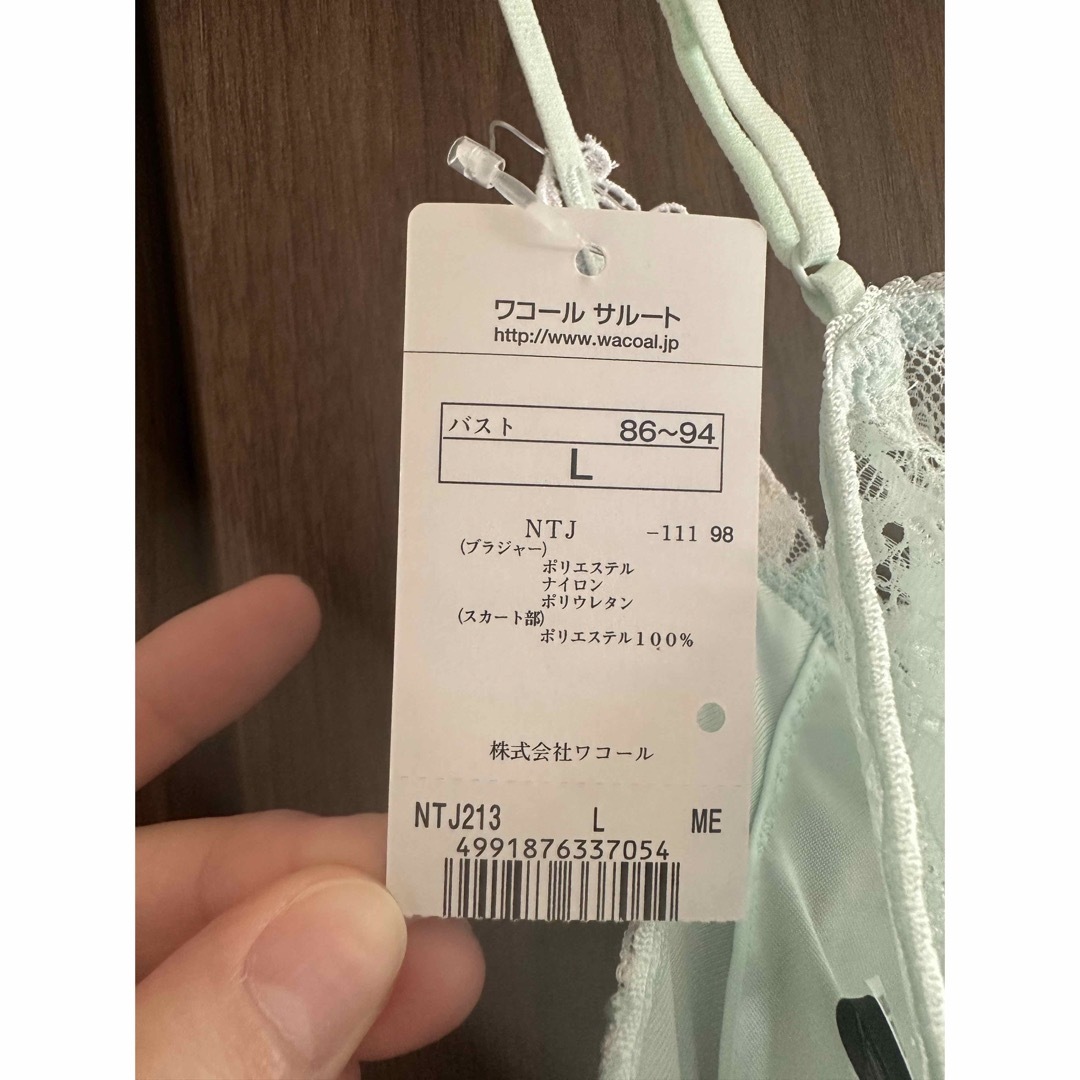 ワコール サルート
http://www.wacoal.jp
バスト 86~94
L
NTJ -111 98
(ブラジャー)
ポリエステル
ナイロン
ポリウレタン
(スカート部)
ポリエステル100%
株式会社ワコール
NTJ213 L ME
4991876337054